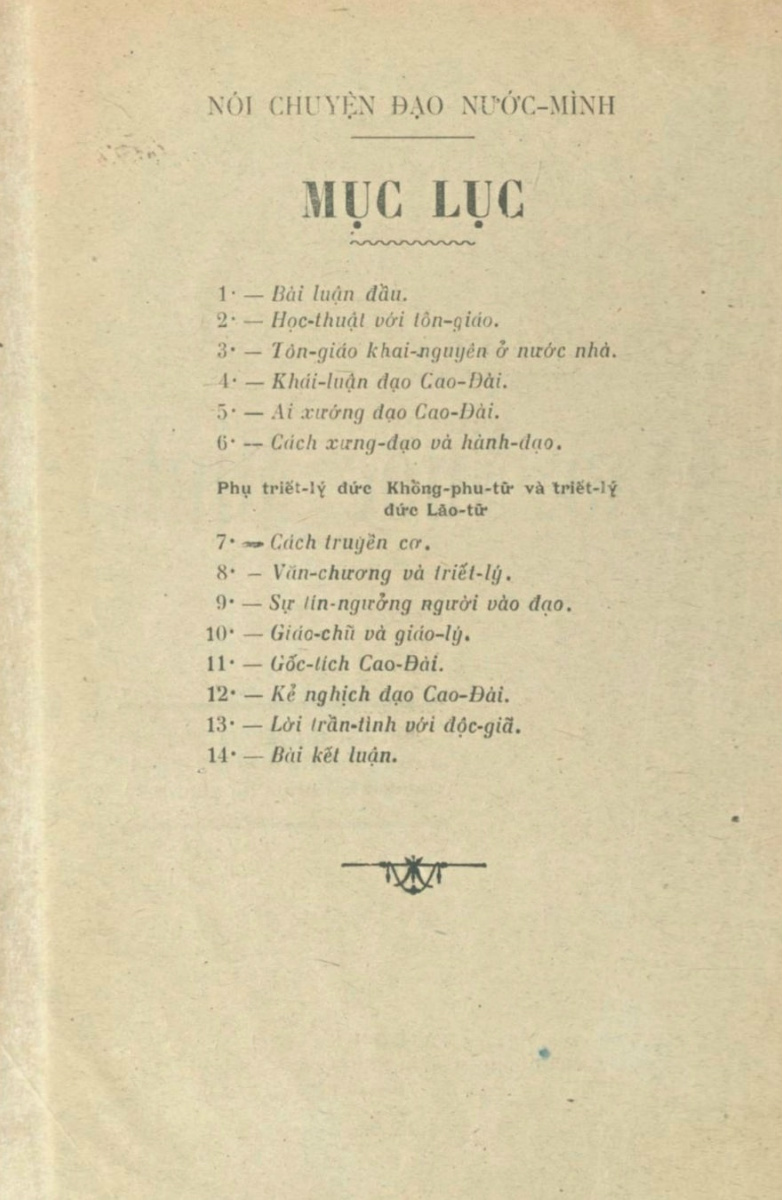 NÓI CHUYỆN ĐẠO NƯỚC-MÌNH
MỤC LỤC
1· — Bài luận đầu.
2· — Học-thuật với tôn-giáo.
3· — Tôn-giáo khai-nguyên ở nước nhà.
4· — Khái-luận đạo Cao-Đài.
5· — Ai xướng đạo Cao-Đài.
6· — Cách xưng-đạo và hành-đạo.
Phụ triết-lý đức Khồng-phu-tữ và triết-lý
đức Lão-tữ
7· — Cách truyền cơ.
8· — Văn-chương và triết-lý.
9· — Sự tín-ngưởng người vào đạo.
10· — Giáo-chũ và giáo-lý.
11· — Gốc-tích Cao-Đài.
12· — Kẻ nghịch đạo Cao-Đài.
13· — Lời trần-tình với độc-giã.
14· — Bài kết luận.